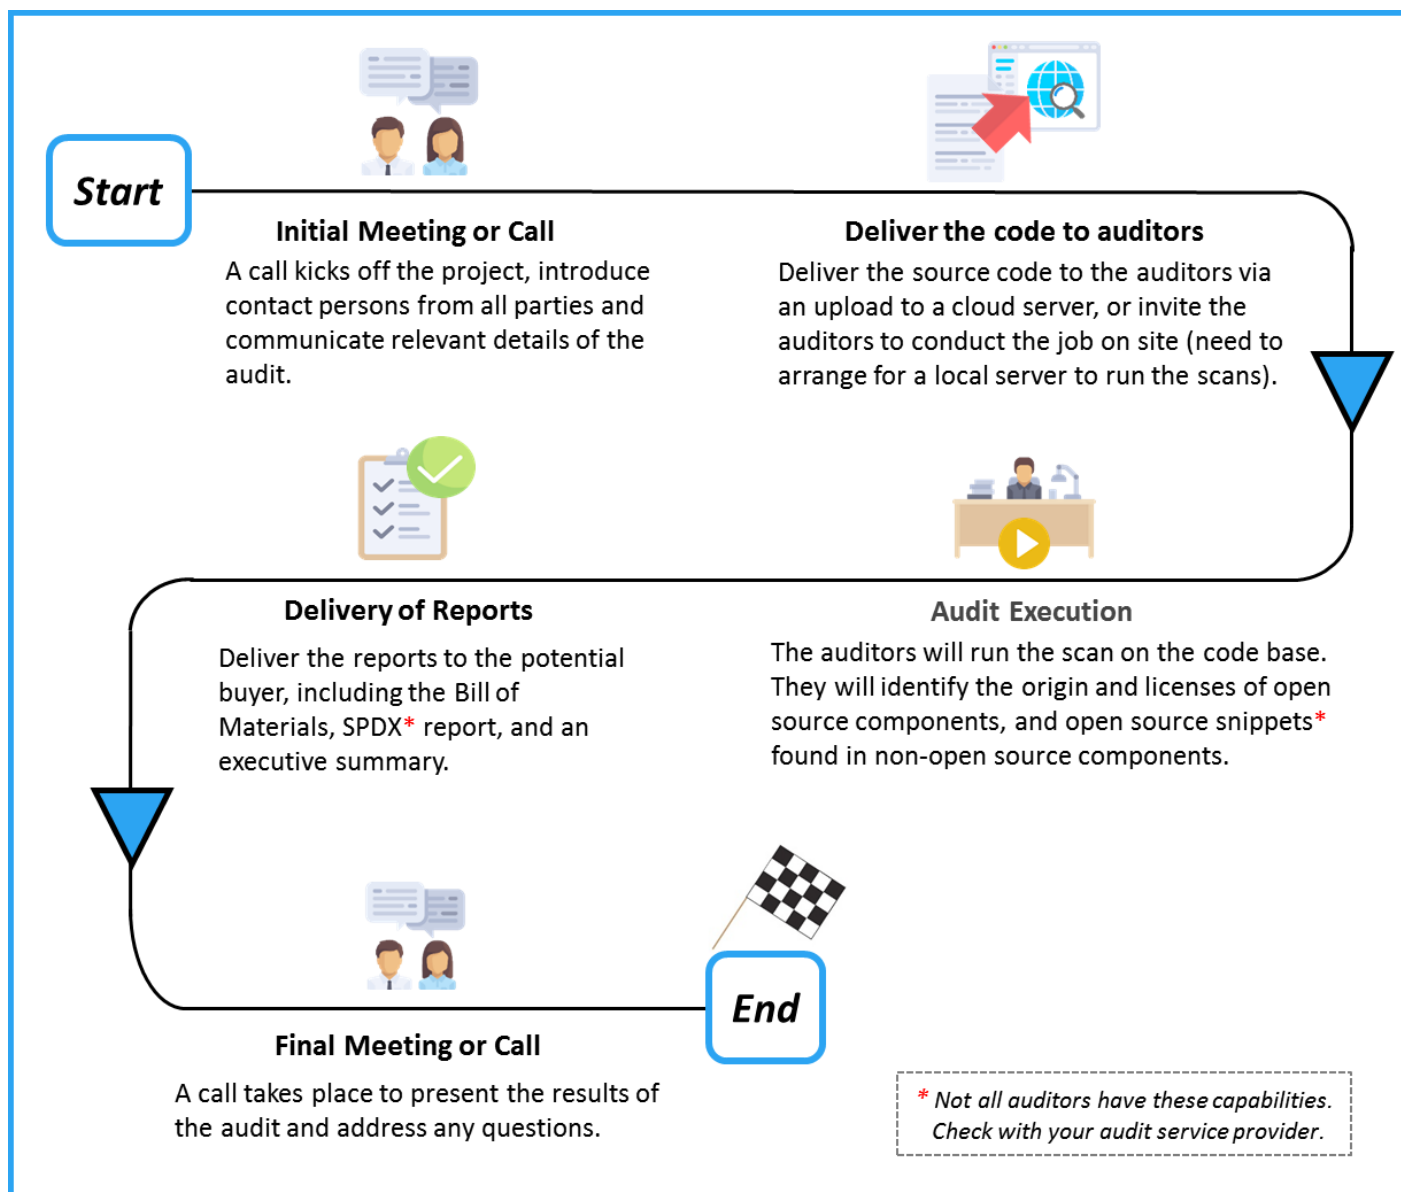 Start
Initial Meeting or Call
A call kicks off the project, introduce
contact persons from all parties and
communicate relevant details of the
audit.
Deliver the code to auditors
Deliver the source code to the auditors via
an upload to a cloud server, or invite the
auditors to conduct the job on site (need to
arrange for a local server to run the scans).
Audit Execution
The auditors will run the scan on the code base.
They will identify the origin and licenses of open
source components, and open source snippets*
found in non-open source components.
Delivery of Reports
Deliver the reports to the potential
buyer, including the Bill of
Materials, SPDX* report, and an
executive summary.
Final Meeting or Call
A call takes place to present the results of
the audit and address any questions.
End
* Not all auditors have these capabilities.
Check with your audit service provider.